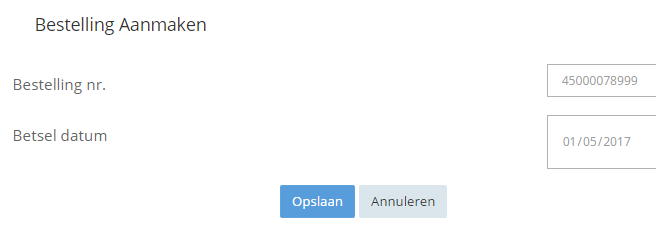 Bestelling Aanmaken
Bestelling nr. 45000078999
Betsel datum 01/05/2017
Opslaan Annuleren